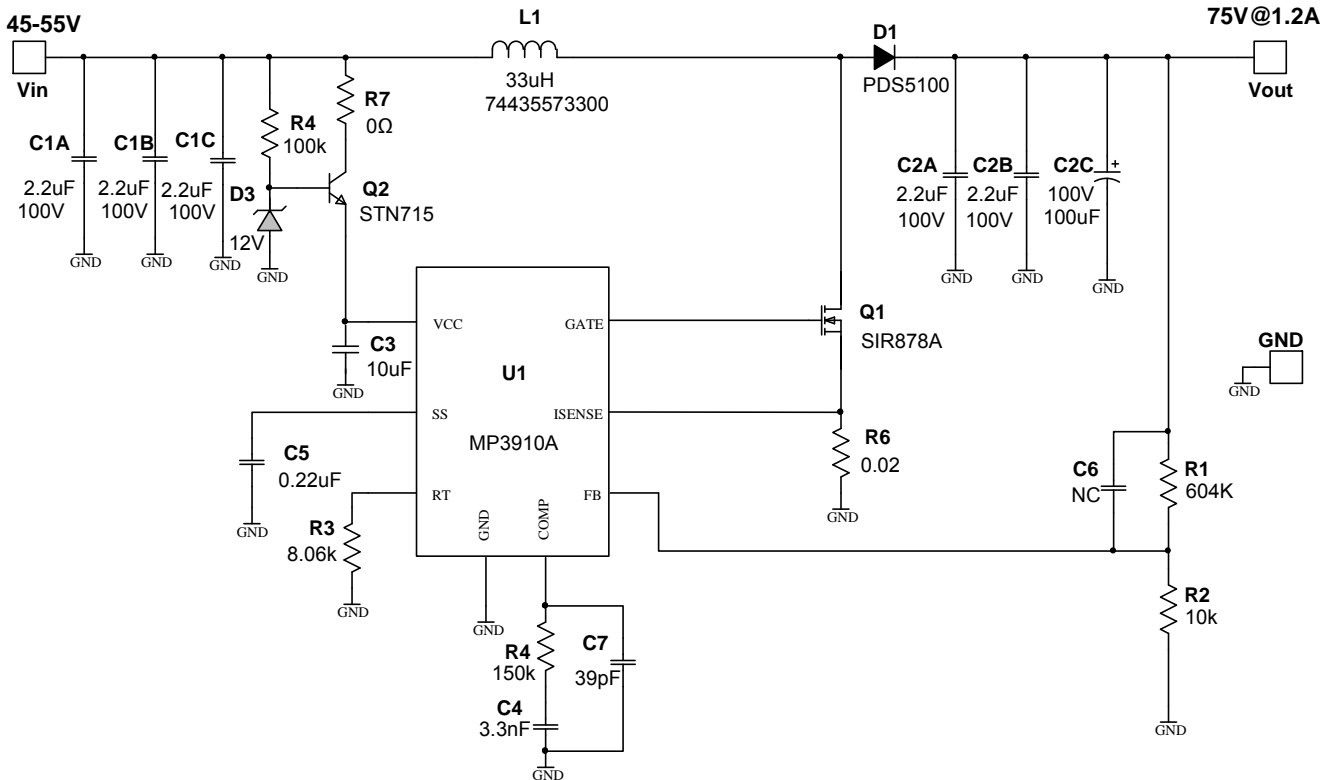 45-55V
L1
75V@1.2A
D1
Vin
33uH
74435573300
PDS5100
Vout
R7
0Ω
R4
100k
C1A
2.2uF
100V
C1B
2.2uF
100V
C1C
2.2uF
100V
D3
12V
Q2
STN715
C2A
2.2uF
100V
C2B
2.2uF
100V
C2C
+
100V
100uF
GND
GND
GND
GND
GND
GND
GND
VCC
GATE
Q1
SIR878A
C3
10uF
GND
U1
MP3910A
GND
GND
SS
ISENSE
C5
0.22uF
GND
R6
0.02
GND
RT
FB
R3
8.06k
GND
GND
COMP
C6
NC
R1
604K
R2
10k
GND
GND
R4
150k
C7
39pF
C4
3.3nF
GND